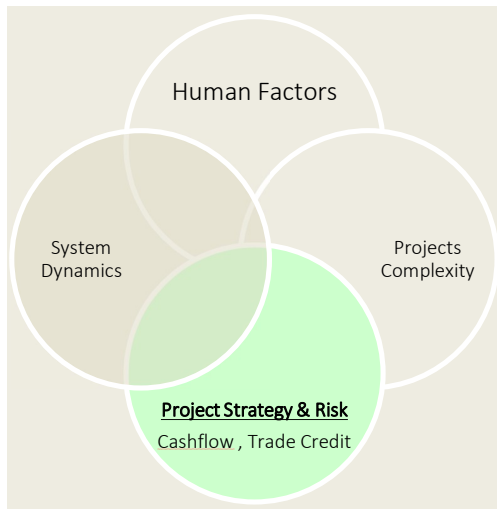 Human Factors
System
Dynamics
Projects
Complexity
Project Strategy & Risk
Cashflow , Trade Credit